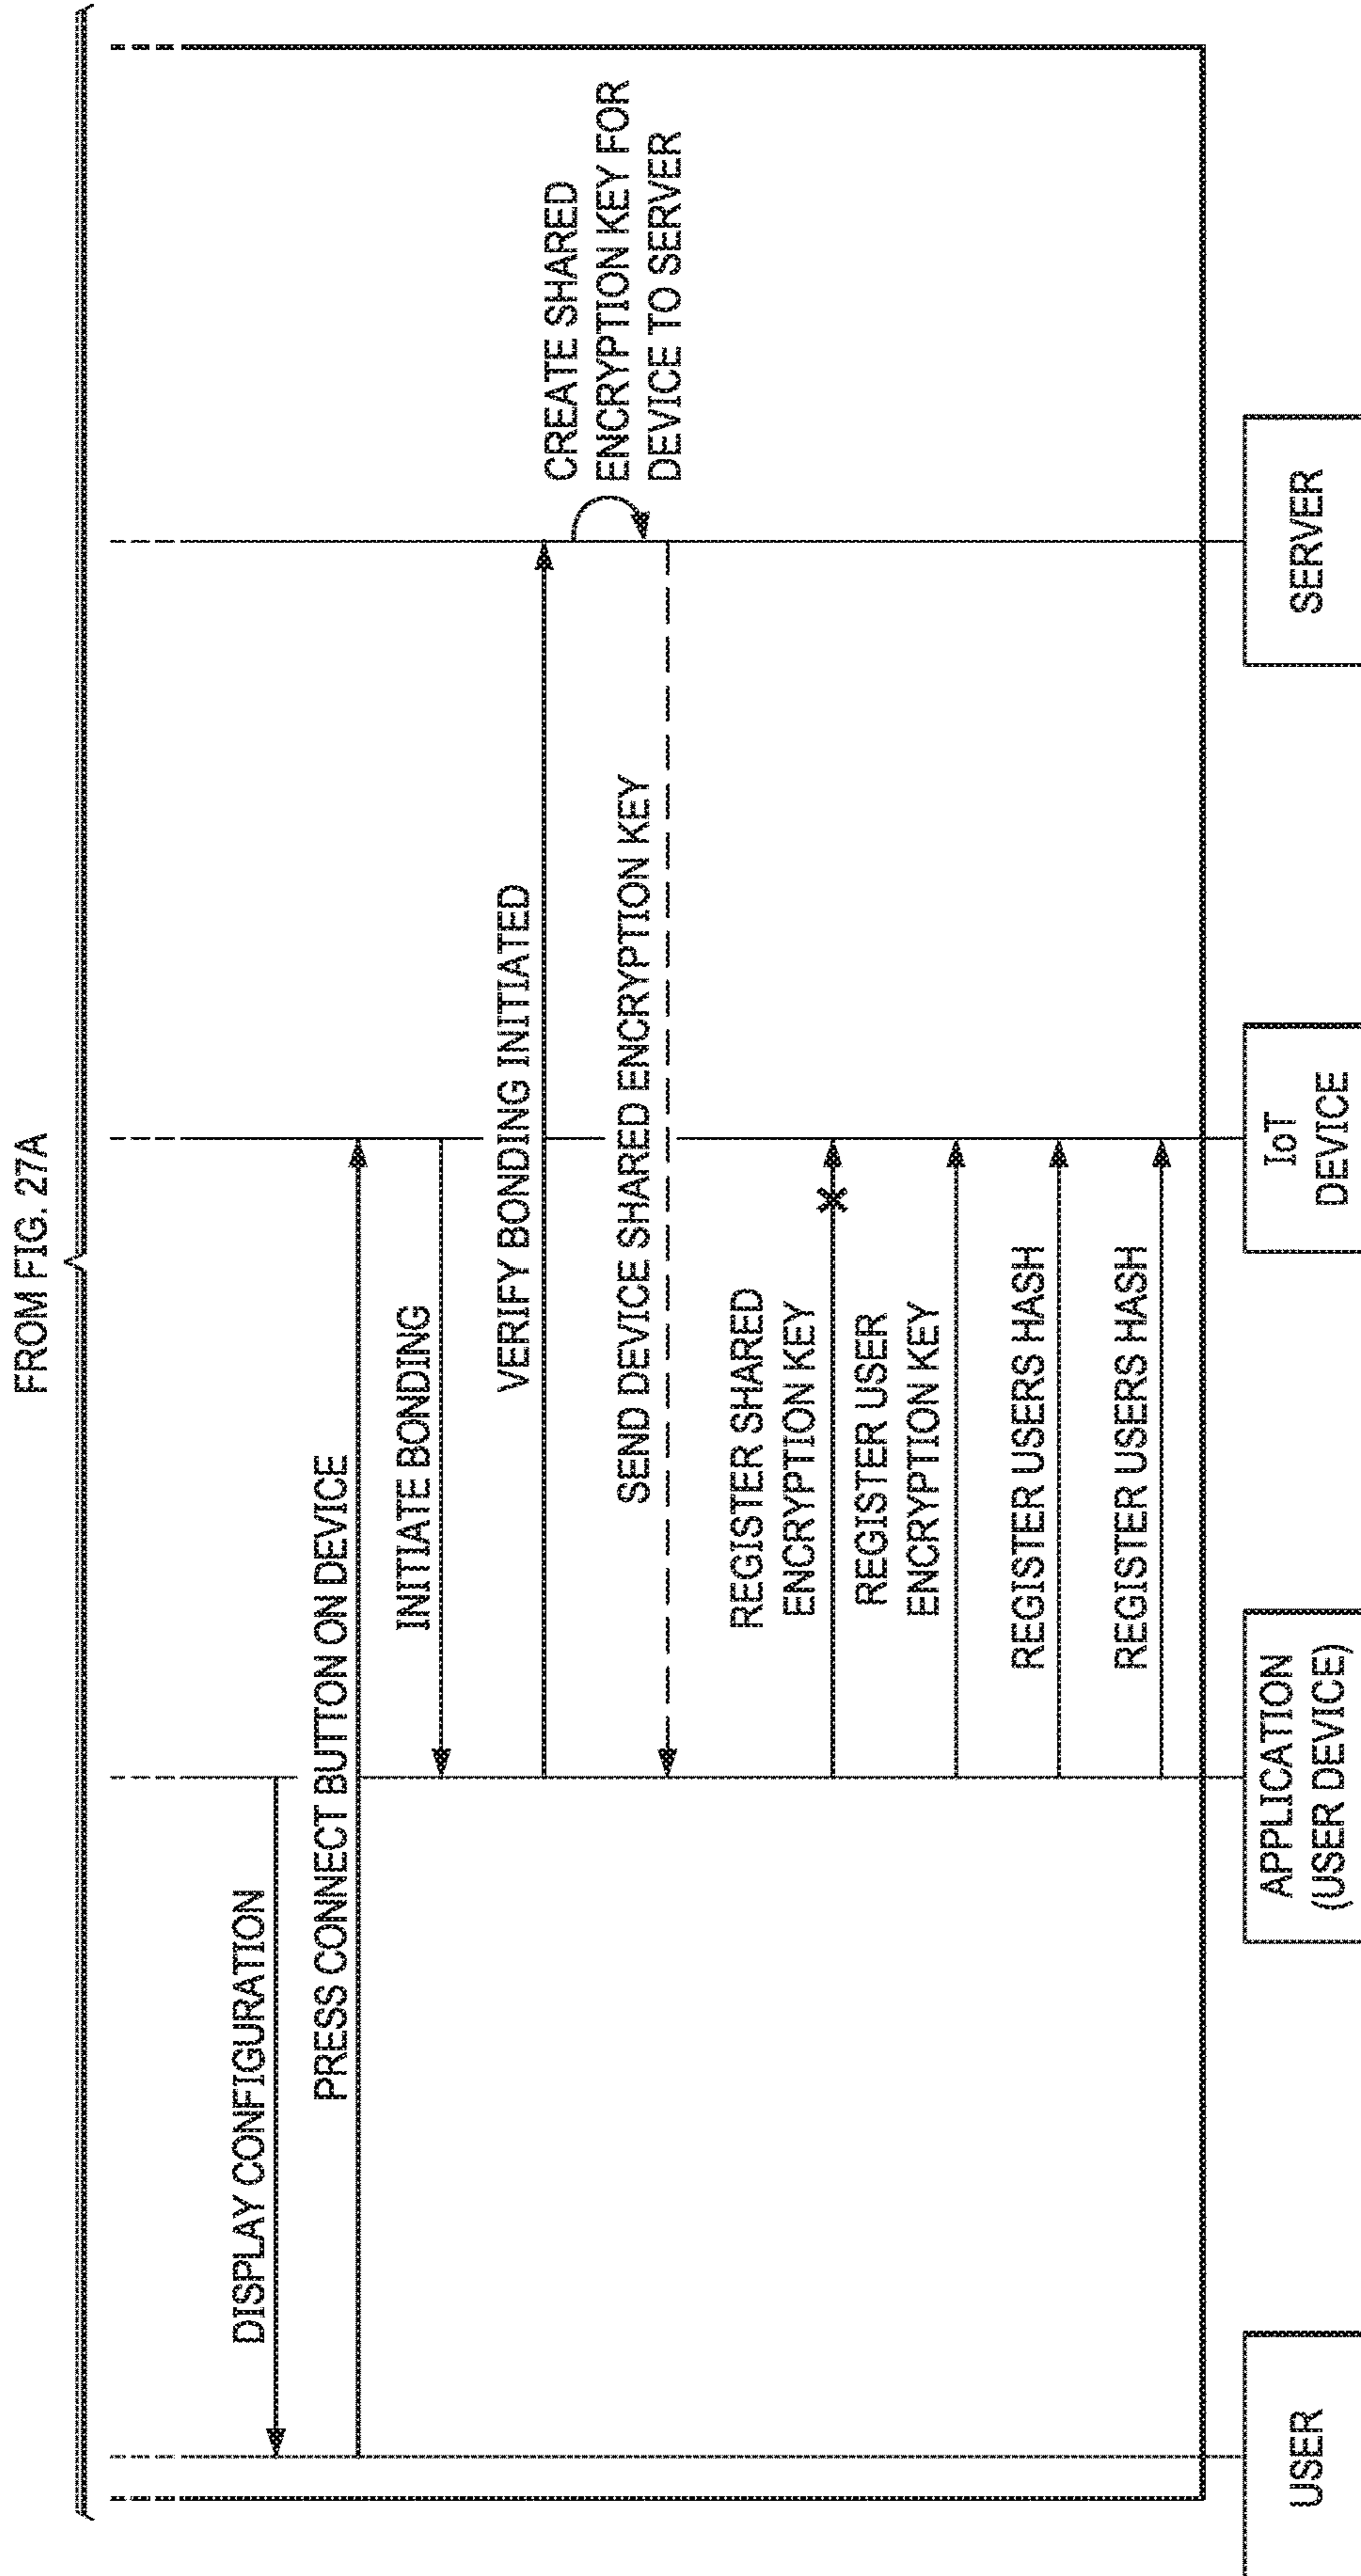 FROM FIG. 27A
DISPLAY CONFIGURATION
PRESS CONNECT BUTTON ON DEVICE
INITIATE BONDING
VERIFY BONDING INITIATED
CREATE SHARED
ENCRYPTION KEY FOR
DEVICE TO SERVER
SEND DEVICE SHARED ENCRYPTION KEY
REGISTER SHARED
ENCRYPTION KEY
REGISTER USER
ENCRYPTION KEY
REGISTER USERS HASH
REGISTER USERS HASH
USER
APPLICATION
(USER DEVICE)
IoT
DEVICE
SERVER